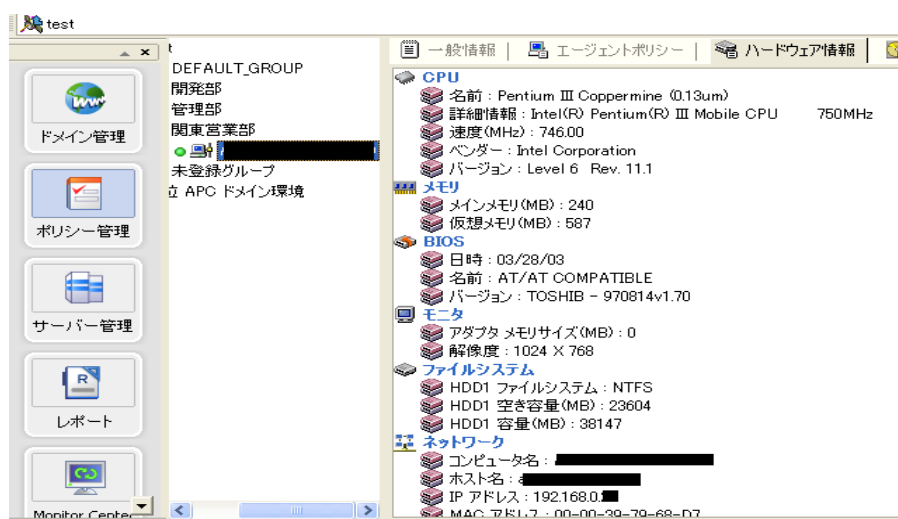 test
ドメイン管理
ポリシー管理
サーバー管理
レポート
Monitor Center
DEFAULT_GROUP
開発部
管理部
関東営業部
未登録グループ
APC ドメイン環境
一般情報
エージェントポリシー
ハードウェア情報
CPU
名前 : Pentium III Coppermine (0.13um)
詳細情報 : Intel(R) Pentium(R) III Mobile CPU 750MHz
速度(MHz) : 746.00
ベンダー : Intel Corporation
バージョン : Level 6 Rev. 11.1
メモリ
メインメモリ(MB) : 240
仮想メモリ(MB) : 587
BIOS
日時 : 03/28/03
名前 : AT/AT COMPATIBLE
バージョン : TOSHIB - 970814v1.70
モニタ
アダプタ メモリサイズ(MB) : 0
解像度 : 1024 X 768
ファイルシステム
HDD1 ファイルシステム : NTFS
HDD1 空き容量(MB) : 23604
HDD1 容量(MB) : 38147
ネットワーク
コンピュータ名 :
ホスト名 :
IP アドレス : 192.168.0.
MAC アドレス : 00-00-39-79-68-D7